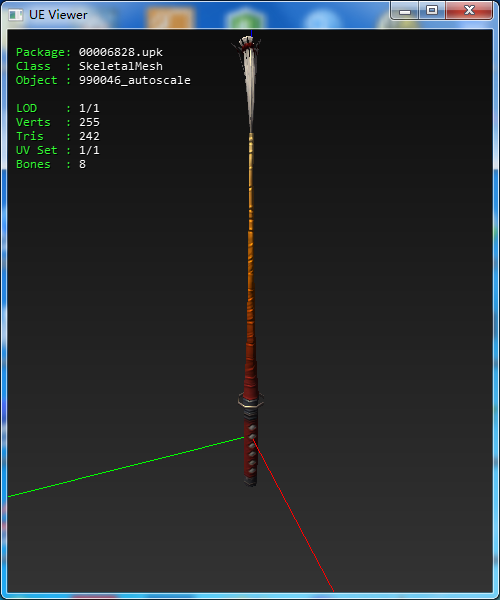 UE Viewer
Package: 00006828.upk
Class : SkeletalMesh
Object : 990046_autoscale
LOD : 1/1
Verts : 255
Tris : 242
UV Set : 1/1
Bones : 8